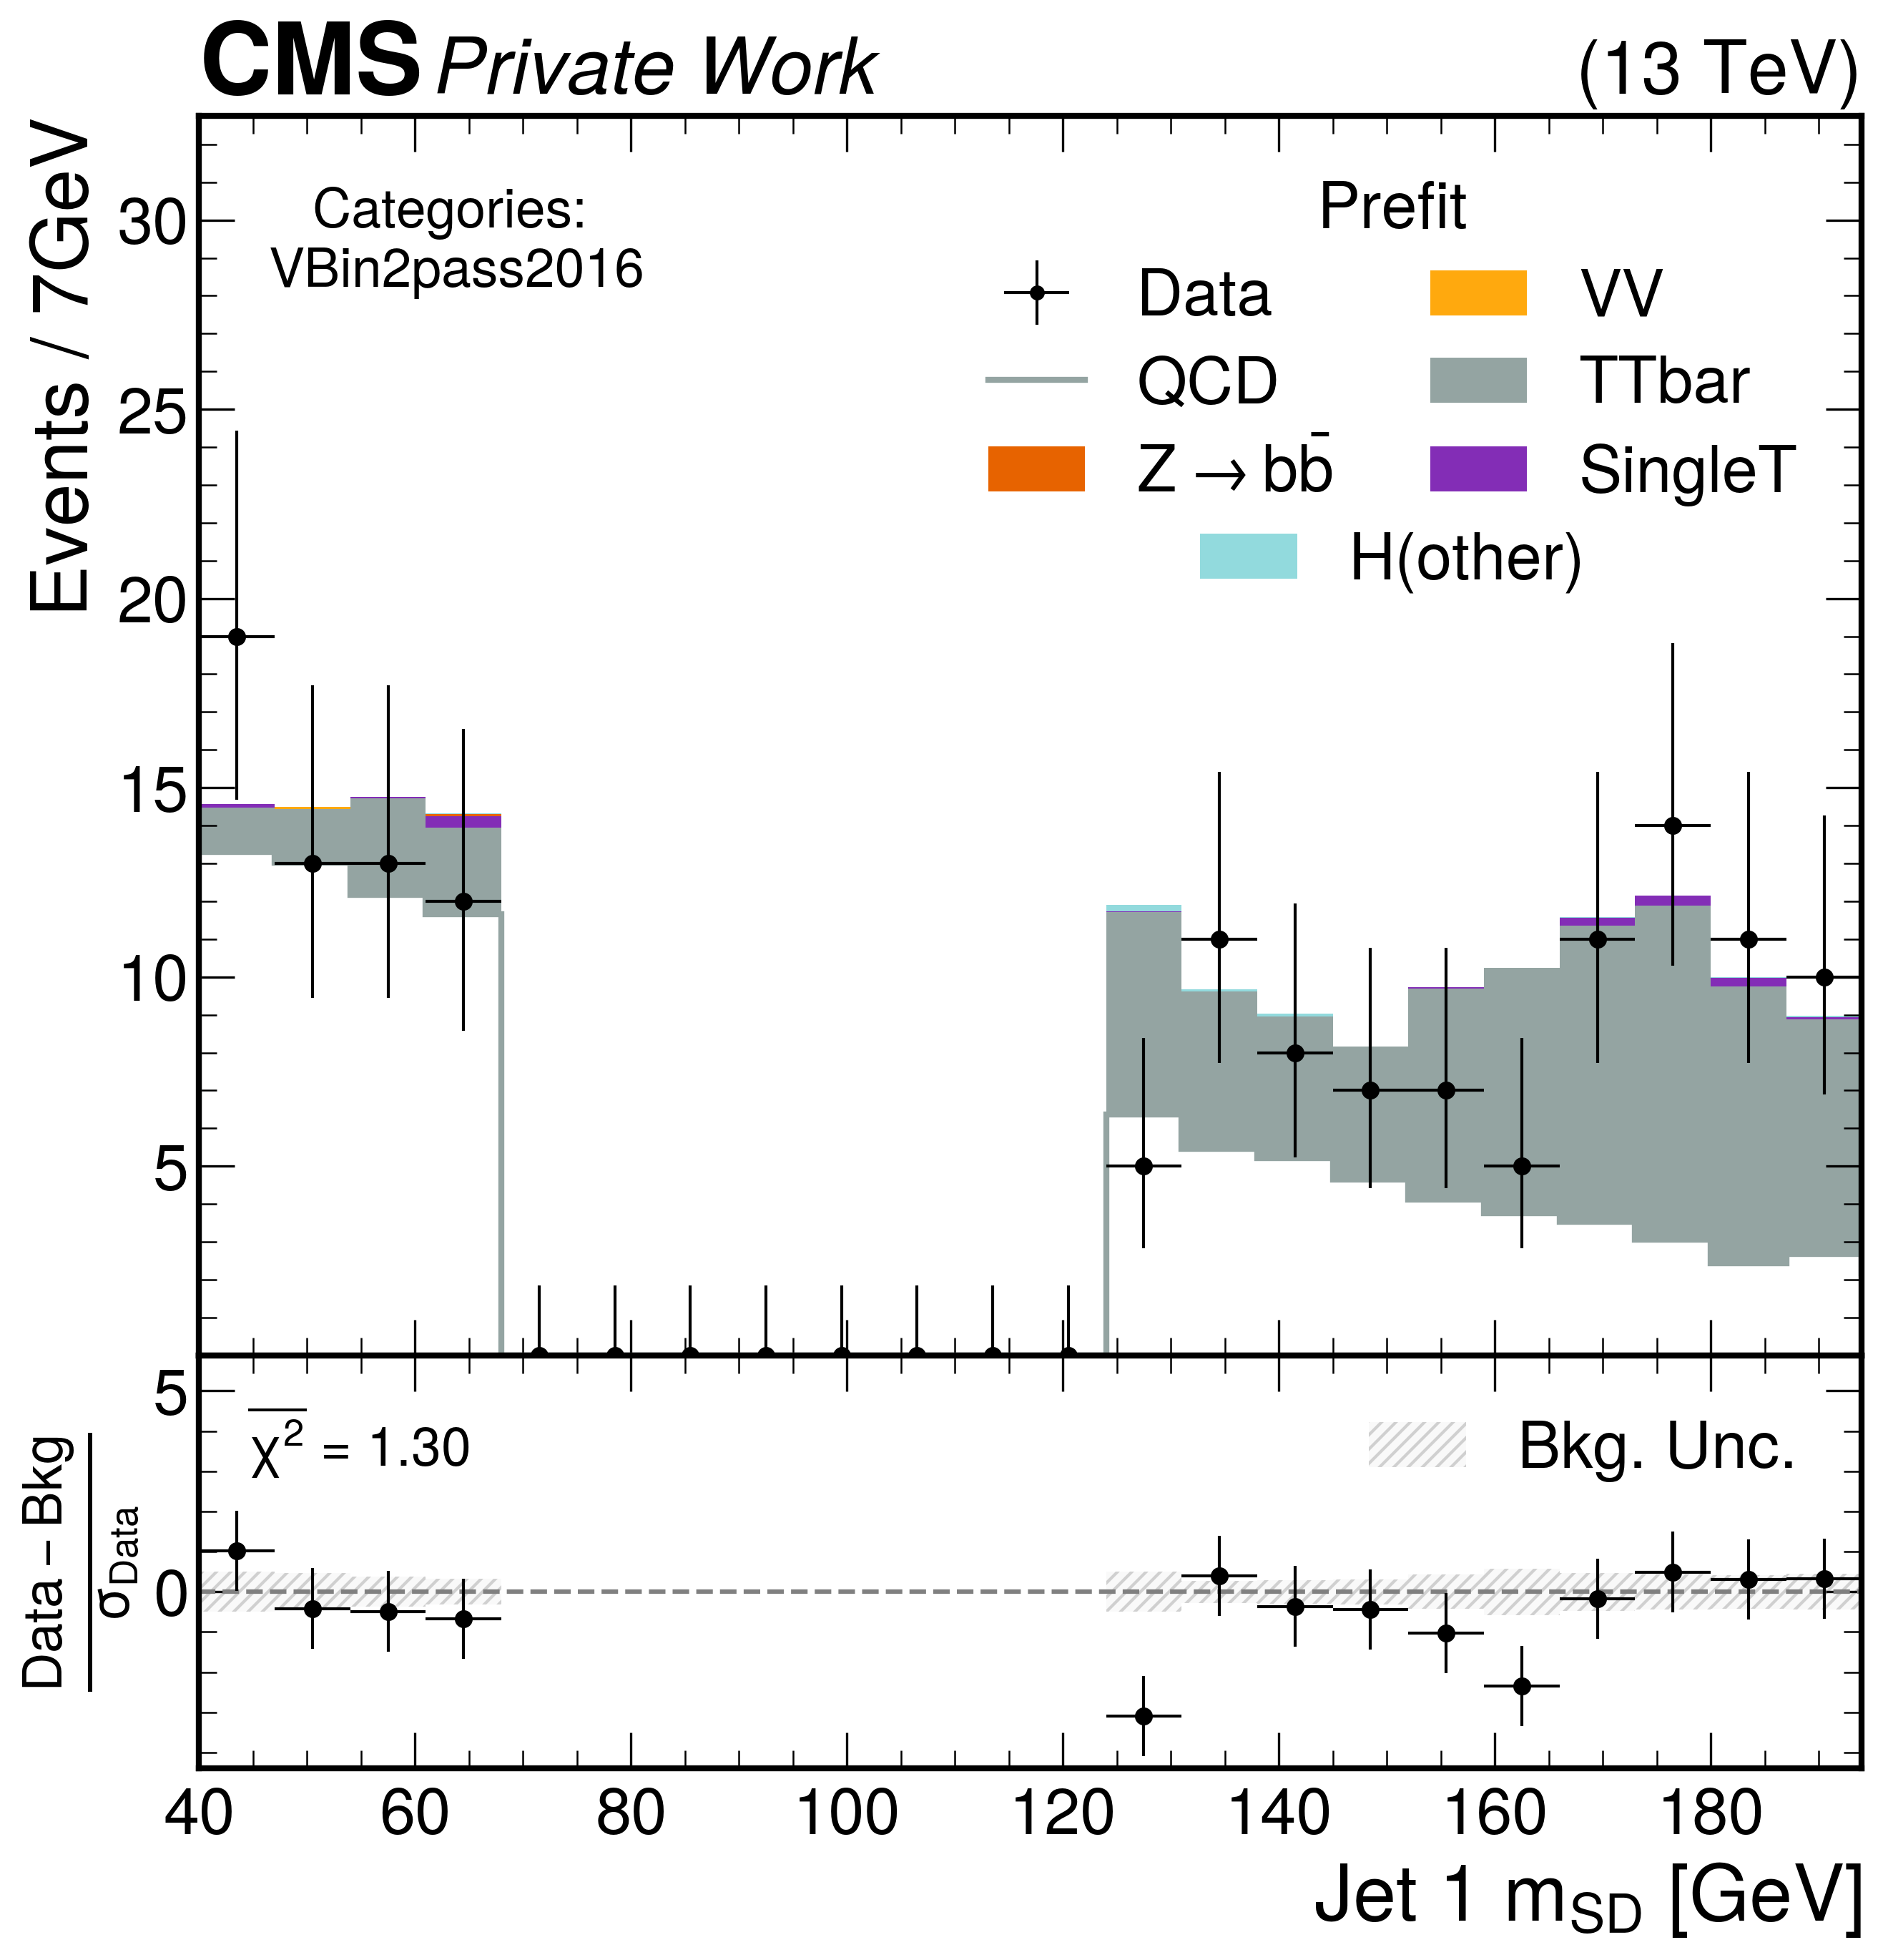 CMS Private Work (13 TeV)
Events / 7GeV
30
25
20
15
10
5
Categories:
VBin2pass2016
Prefit
Data
VV
QCD
TTbar
Z → bb̄
SingleT
H(other)
Data − Bkg
σData
5
0
χ² = 1.30
Bkg. Unc.
40 60 80 100 120 140 160 180
Jet 1 mSD [GeV]